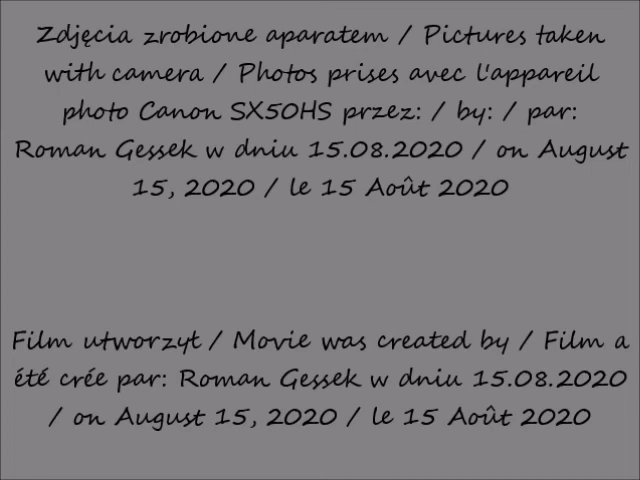 Zdjęcia zrobione aparatem / Pictures taken
with camera / Photos prises avec l'appareil
photo Canon SX50HS przez: / by: / par:
Roman Gessek w dniu 15.08.2020 / on August
15, 2020 / le 15 Août 2020
Film utworzył / Movie was created by / Film a
été crée par: Roman Gessek w dniu 15.08.2020
/ on August 15, 2020 / le 15 Août 2020